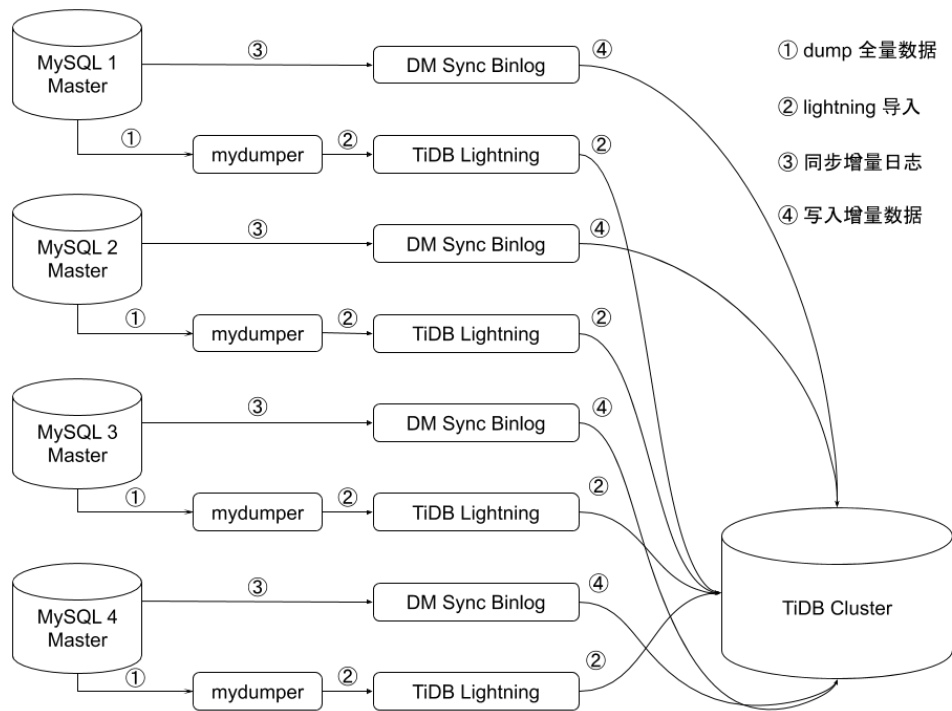 MySQL 1
Master
③
DM Sync Binlog
④
①
mydumper
②
TiDB Lightning
②
MySQL 2
Master
③
DM Sync Binlog
④
①
mydumper
②
TiDB Lightning
②
MySQL 3
Master
③
DM Sync Binlog
④
①
mydumper
②
TiDB Lightning
②
MySQL 4
Master
③
DM Sync Binlog
④
①
mydumper
②
TiDB Lightning
②
TiDB Cluster
① dump 全量数据
② lightning 导入
③ 同步增量日志
④ 写入增量数据